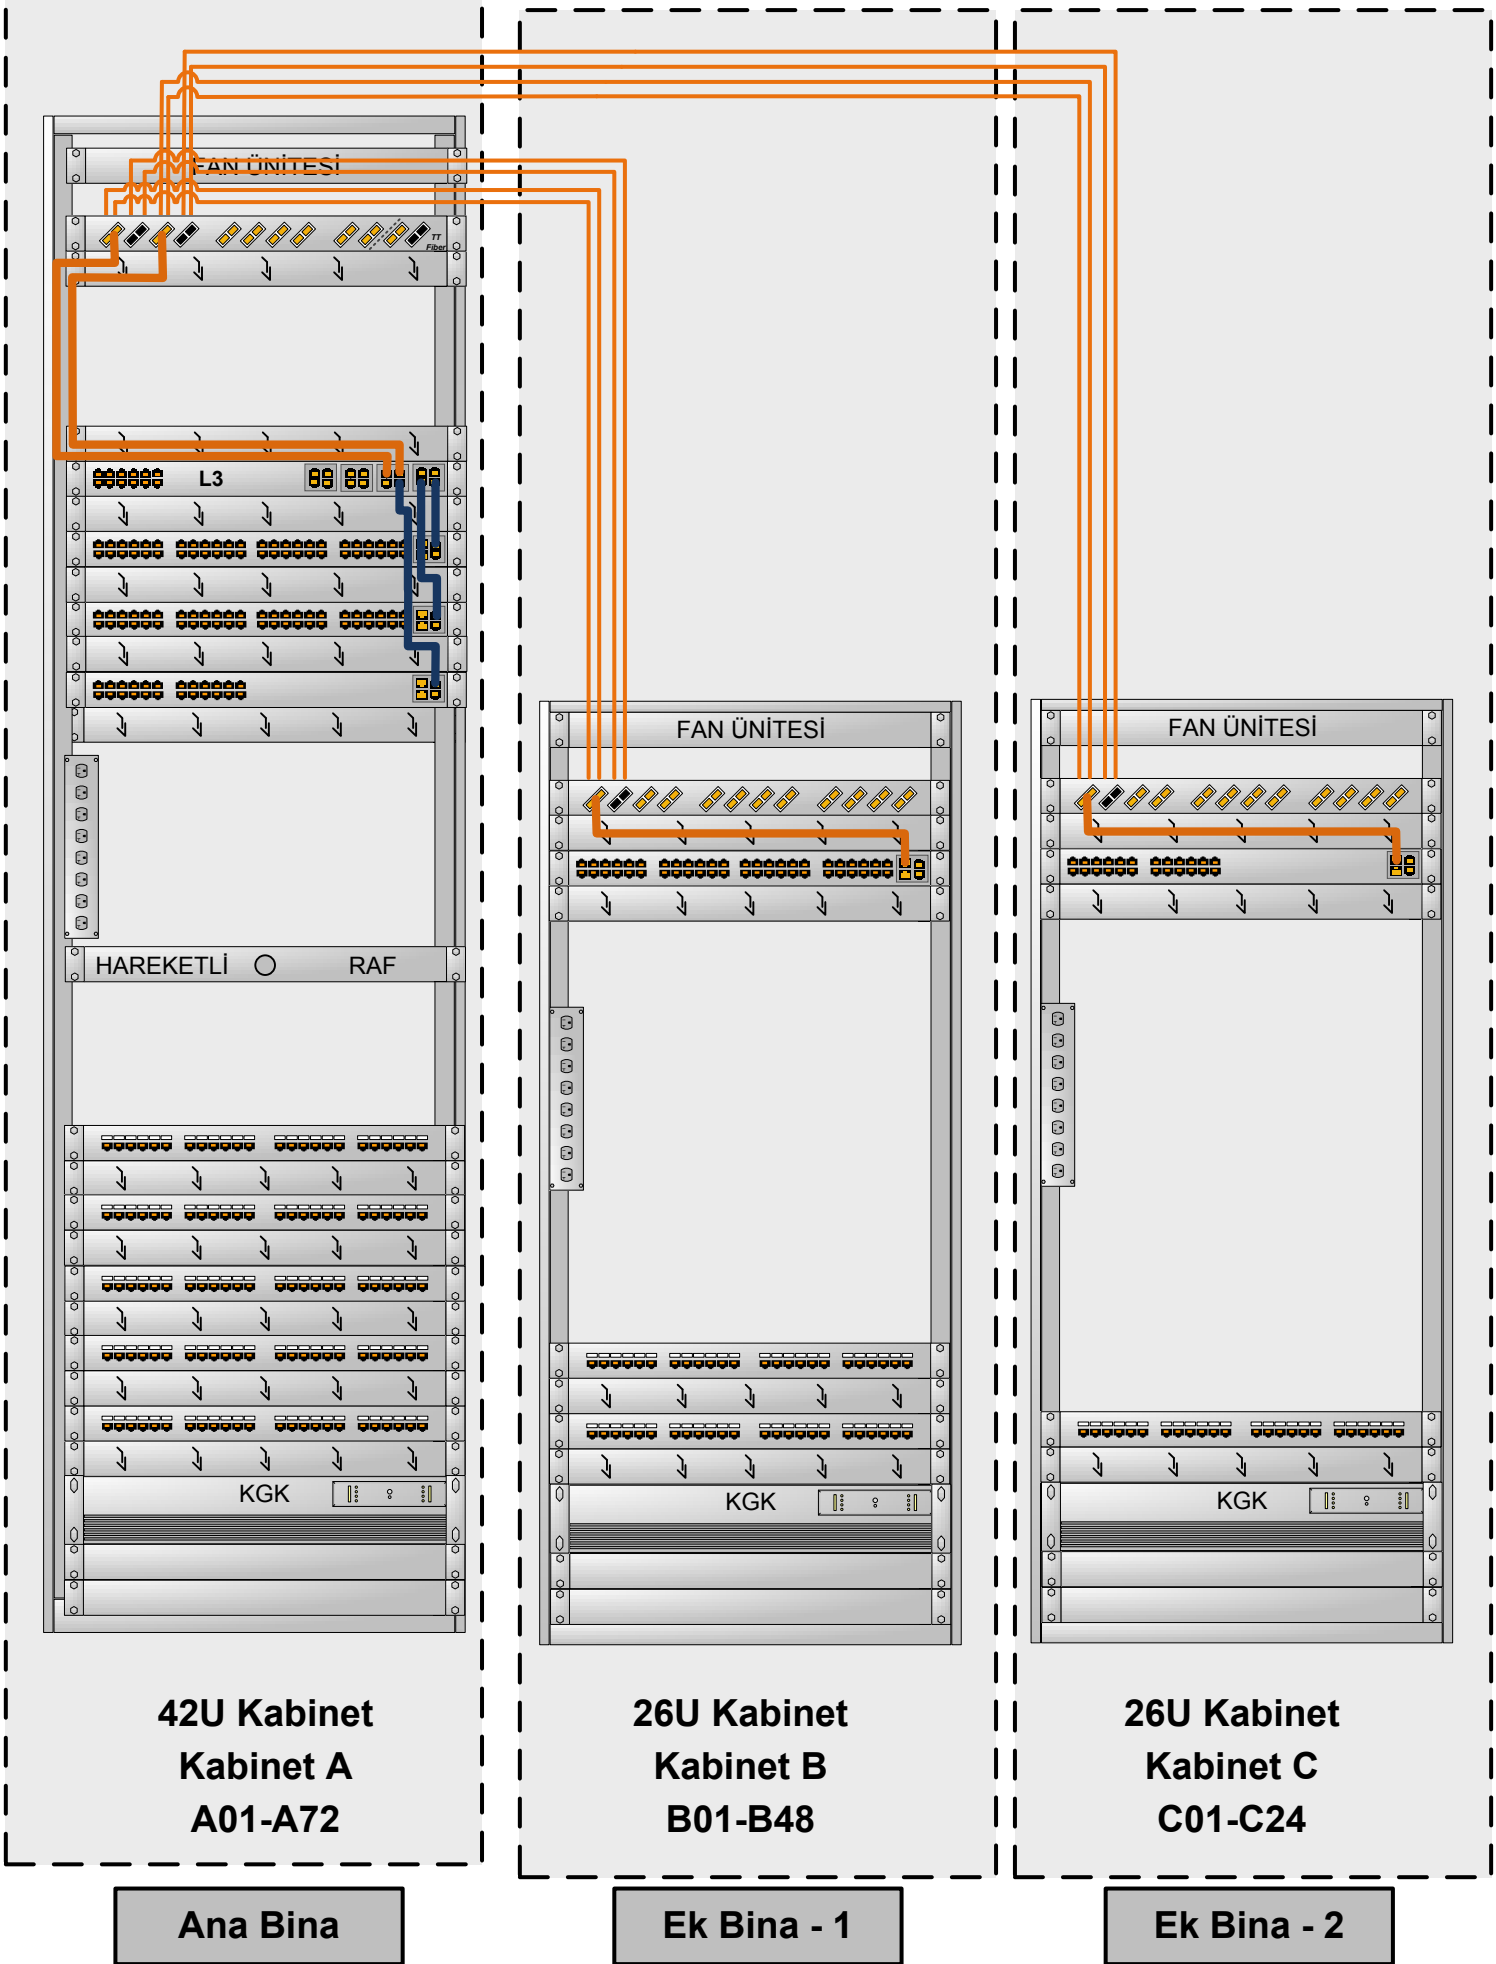 FAN ÜNİTESİ
TT
Fiber
L3
HAREKETLİ RAF
KGK
42U Kabinet
Kabinet A
A01-A72
Ana Bina
FAN ÜNİTESİ
KGK
26U Kabinet
Kabinet B
B01-B48
Ek Bina - 1
FAN ÜNİTESİ
KGK
26U Kabinet
Kabinet C
C01-C24
Ek Bina - 2